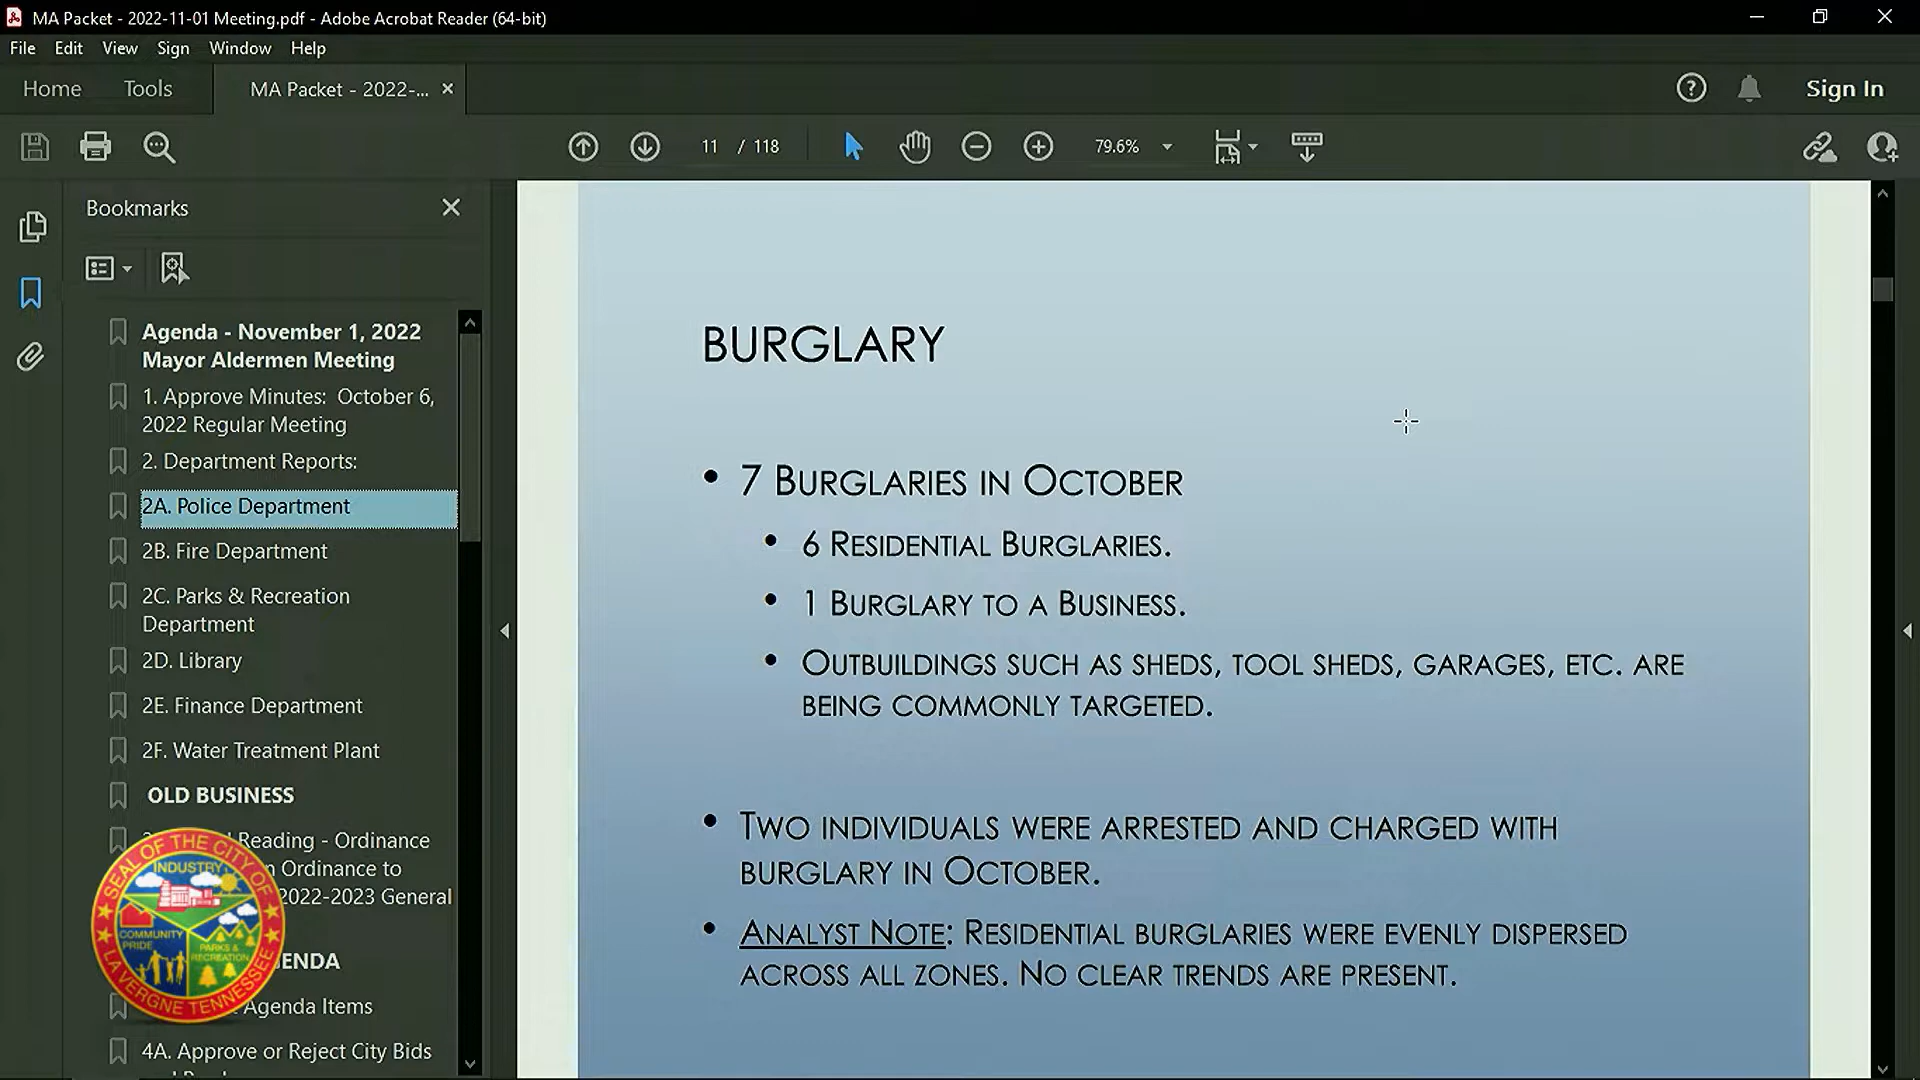 MA Packet - 2022-11-01 Meeting.pdf - Adobe Acrobat Reader (64-bit)
File Edit View Sign Window Help
Home Tools MA Packet - 2022-... Sign In
11 / 118 79.6%
Bookmarks
Agenda - November 1, 2022
Mayor Aldermen Meeting
1. Approve Minutes: October 6,
2022 Regular Meeting
2. Department Reports:
2A. Police Department
2B. Fire Department
2C. Parks & Recreation
Department
2D. Library
2E. Finance Department
2F. Water Treatment Plant
OLD BUSINESS
Reading - Ordinance
Ordinance to
2022-2023 General
ENDA
Agenda Items
4A. Approve or Reject City Bids
SEAL OF THE CITY OF
LA VERGNE TENNESSEE
INDUSTRY
COMMUNITY
PRIDE
PARKS &
RECREATION
BURGLARY
• 7 BURGLARIES IN OCTOBER
• 6 RESIDENTIAL BURGLARIES.
• 1 BURGLARY TO A BUSINESS.
• OUTBUILDINGS SUCH AS SHEDS, TOOL SHEDS, GARAGES, ETC. ARE
BEING COMMONLY TARGETED.
• TWO INDIVIDUALS WERE ARRESTED AND CHARGED WITH
BURGLARY IN OCTOBER.
• ANALYST NOTE: RESIDENTIAL BURGLARIES WERE EVENLY DISPERSED
ACROSS ALL ZONES. NO CLEAR TRENDS ARE PRESENT.